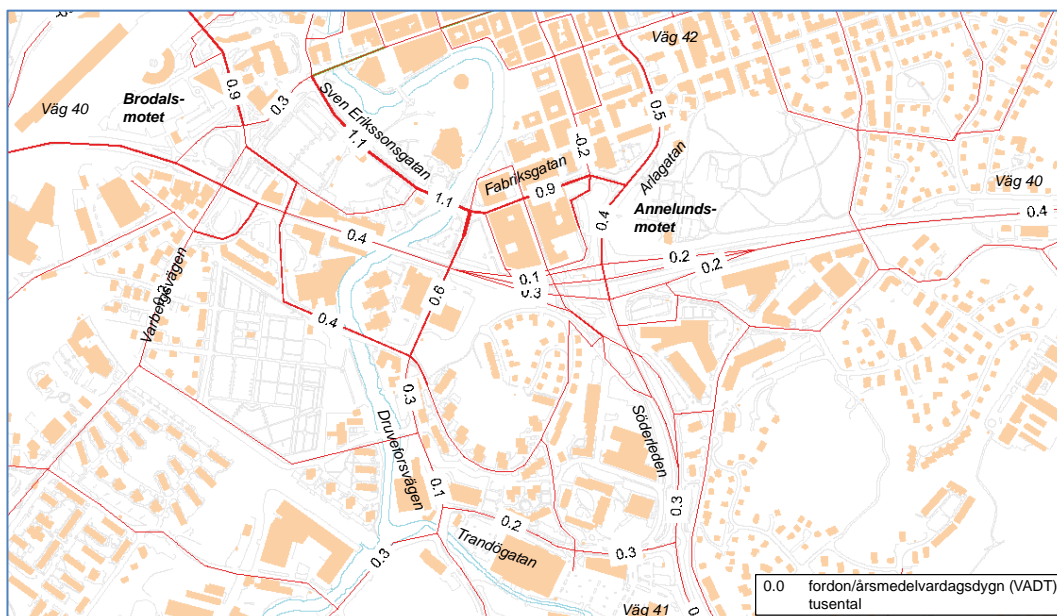 Väg 42
Väg 40
Brodals-
motet
0.9
0.3
Sven Erikssonsgatan
1.1
1.1
Fabriksgatan
0.9
-0.2
0.5
Arlagatan
Annelunds-
motet
Väg 40
0.4
0.4
0.4
0.2
0.2
0.1
0.3
0.6
Varbergsvägen
0.4
0.3
Druveforsvägen
0.1
Söderleden
0.3
0.2
0.3
Trandögatan
0.3
Väg 41
0.0 fordon/årsmedelvardagsdygn (VADT)
tusental